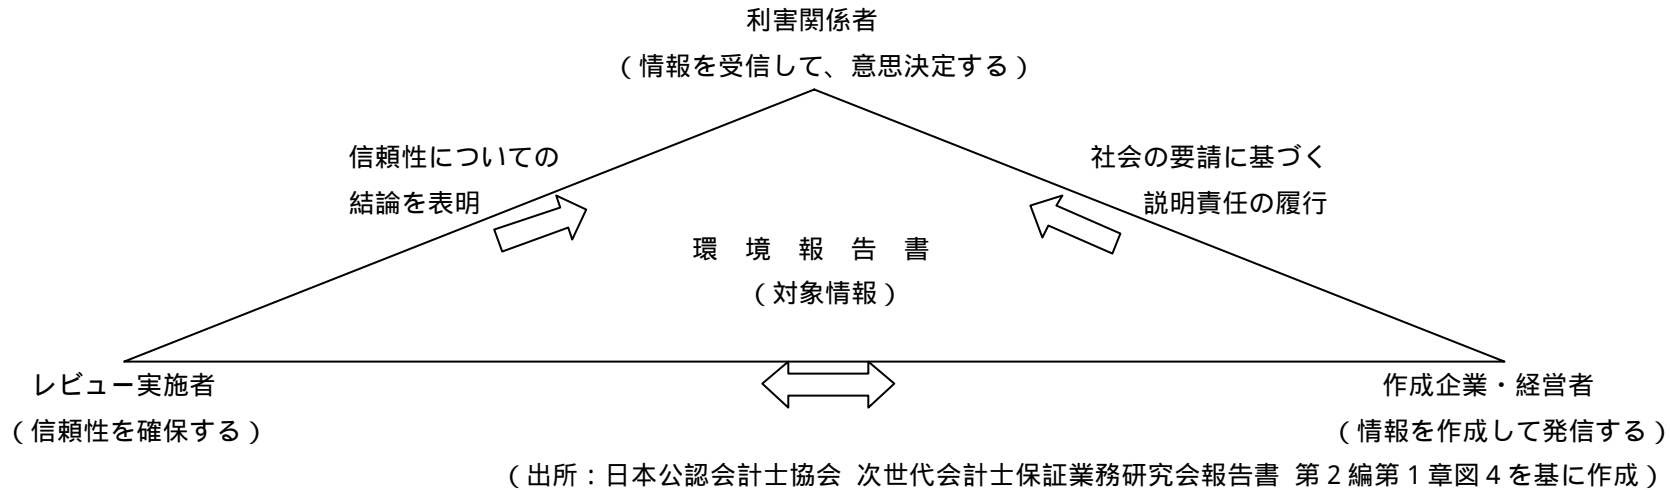 利害関係者
（情報を受信して、意思決定する）
信頼性についての
結論を表明
社会の要請に基づく
説明責任の履行
環　境　報　告　書
（対象情報）
レビュー実施者
（信頼性を確保する）
作成企業・経営者
（情報を作成して発信する）
（出所：日本公認会計士協会 次世代会計士保証業務研究会報告書 第２編第１章図４を基に作成）